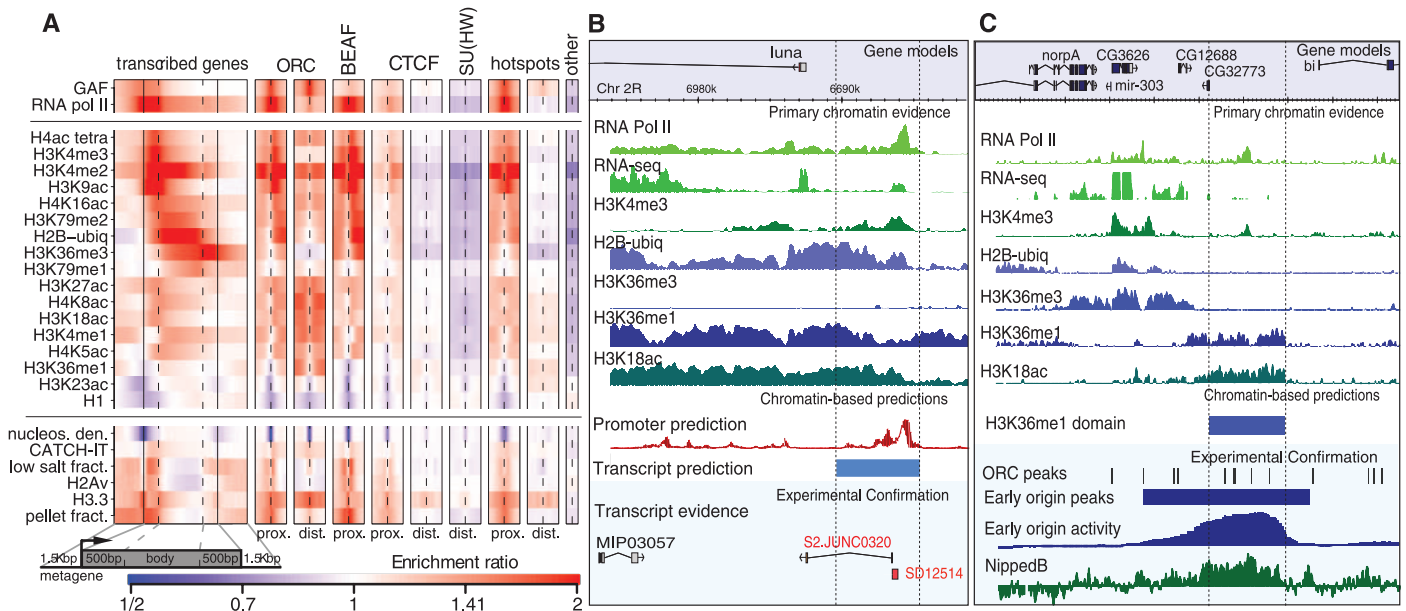 A
transcribed genes
ORC
BEAF
CTCF
SU(HW)
hotspots
other
GAF
RNA pol II
H4ac tetra
H3K4me3
H3K4me2
H3K9ac
H4K16ac
H3K79me2
H2B–ubiq
H3K36me3
H3K79me1
H3K27ac
H4K8ac
H3K18ac
H3K4me1
H4K5ac
H3K36me1
H3K23ac
H1
nucleos. den.
CATCH-IT
low salt fract.
H2Av
H3.3
pellet fract.
prox. dist. prox. prox. dist. dist. prox. dist.
1.5Kbp 500bp body 500bp 1.5Kbp
metagene
Enrichment ratio
1/2 0.7 1 1.41 2
B
luna
Gene models
Chr 2R 6980k 6690k
Primary chromatin evidence
RNA Pol II
RNA-seq
H3K4me3
H2B-ubiq
H3K36me3
H3K36me1
H3K18ac
Chromatin-based predictions
Promoter prediction
Transcript prediction
Experimental Confirmation
Transcript evidence
MIP03057
S2.JUNC0320
SD12514
C
norpA
CG3626
CG12688
Gene models
CG32773
bi
mir-303
Primary chromatin evidence
RNA Pol II
RNA-seq
H3K4me3
H2B-ubiq
H3K36me3
H3K36me1
H3K18ac
Chromatin-based predictions
H3K36me1 domain
Experimental Confirmation
ORC peaks
Early origin peaks
Early origin activity
NippedB